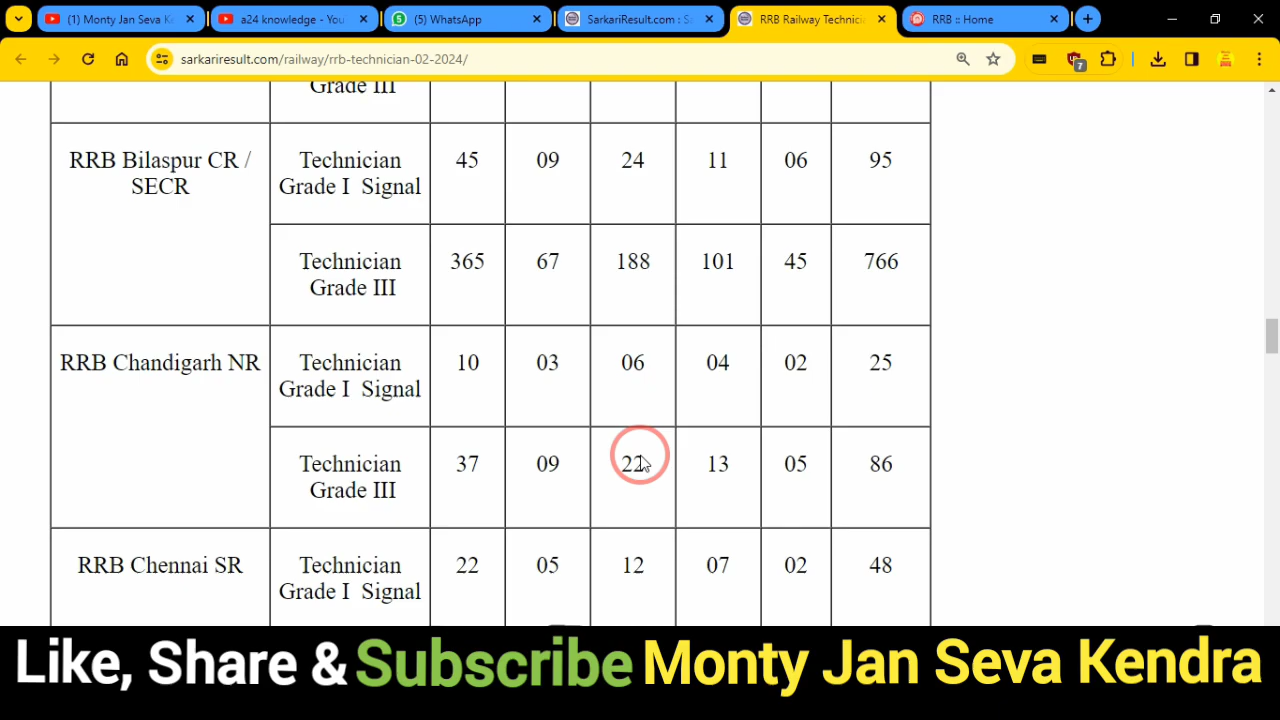 (1) Monty Jan Seva K
a24 knowledge - You
(5) WhatsApp
SarkariResult.com : S
RRB Railway Technici
RRB :: Home
sarkariresult.com/railway/rrb-technician-02-2024/
7
Grade III
RRB Bilaspur CR / SECR
Technician Grade I Signal 45 09 24 11 06 95
Technician Grade III 365 67 188 101 45 766
RRB Chandigarh NR
Technician Grade I Signal 10 03 06 04 02 25
Technician Grade III 37 09 22 13 05 86
RRB Chennai SR
Technician Grade I Signal 22 05 12 07 02 48
Like, Share & Subscribe Monty Jan Seva Kendra